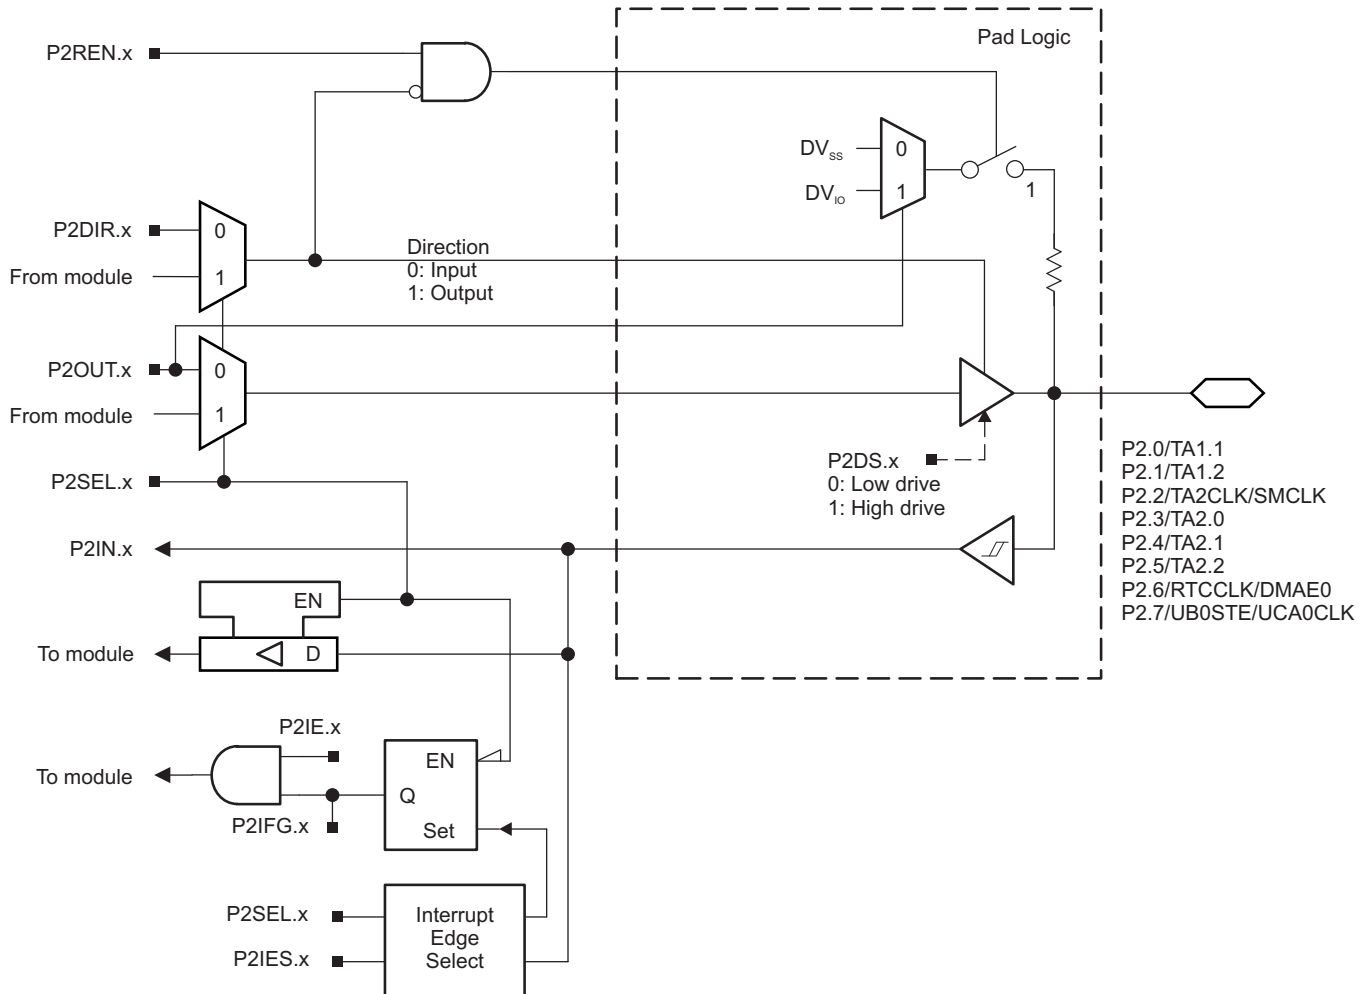 P2REN.x
Pad Logic
DVSS
0
DVIO
1
1
P2DIR.x
0
From module
1
Direction
0: Input
1: Output
P2OUT.x
0
From module
1
P2SEL.x
P2DS.x
0: Low drive
1: High drive
P2.0/TA1.1
P2.1/TA1.2
P2.2/TA2CLK/SMCLK
P2.3/TA2.0
P2.4/TA2.1
P2.5/TA2.2
P2.6/RTCCLK/DMAE0
P2.7/UB0STE/UCA0CLK
P2IN.x
EN
To module
D
P2IE.x
EN
To module
Q
P2IFG.x
Set
P2SEL.x
P2IES.x
Interrupt
Edge
Select